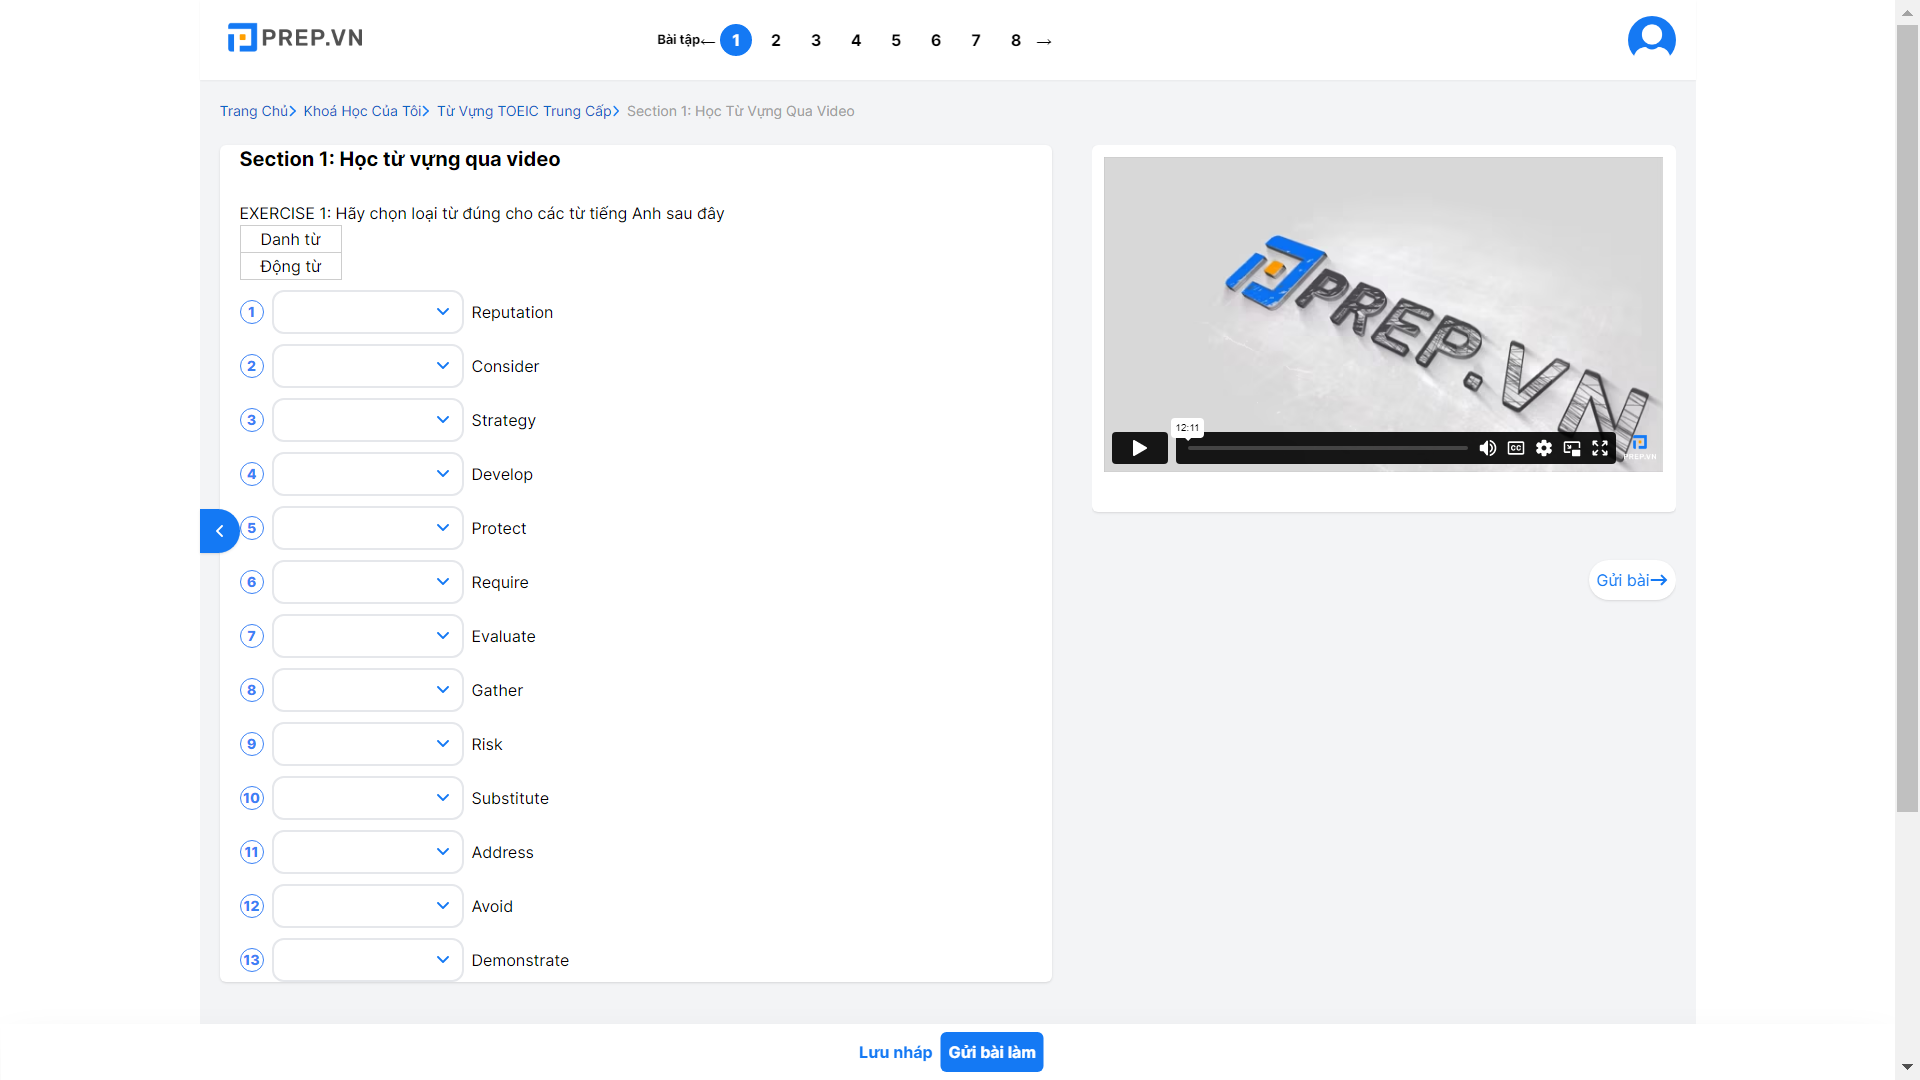 PREP.VN
Bài tập← 1 2 3 4 5 6 7 8 →
Trang Chủ> Khoá Học Của Tôi> Từ Vựng TOEIC Trung Cấp> Section 1: Học Từ Vựng Qua Video
Section 1: Học từ vựng qua video
EXERCISE 1: Hãy chọn loại từ đúng cho các từ tiếng Anh sau đây
Danh từ
Động từ
1 Reputation
2 Consider
3 Strategy
4 Develop
5 Protect
6 Require
7 Evaluate
8 Gather
9 Risk
10 Substitute
11 Address
12 Avoid
13 Demonstrate
PREP.VN
12:11
CC
PREP.VN
Gửi bài→
Lưu nháp
Gửi bài làm